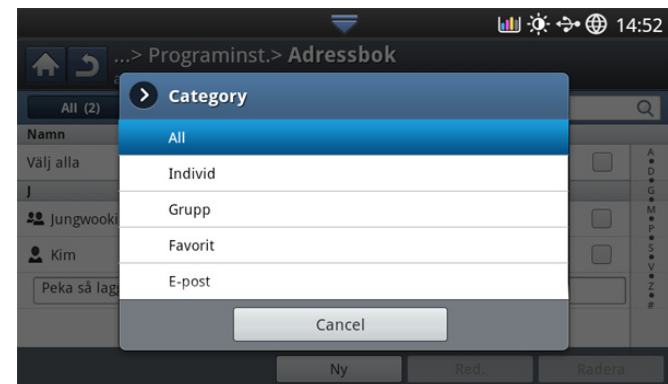 14:52
...> Programinst.> Adressbok
All (2)
Category
Namn
All
Välj alla
Individ
J
Grupp
Jungwooki
Favorit
Kim
E-post
Peka så lagg
Cancel
Ny
Red.
Radera
A
D
G
M
P
S
V
Z
#